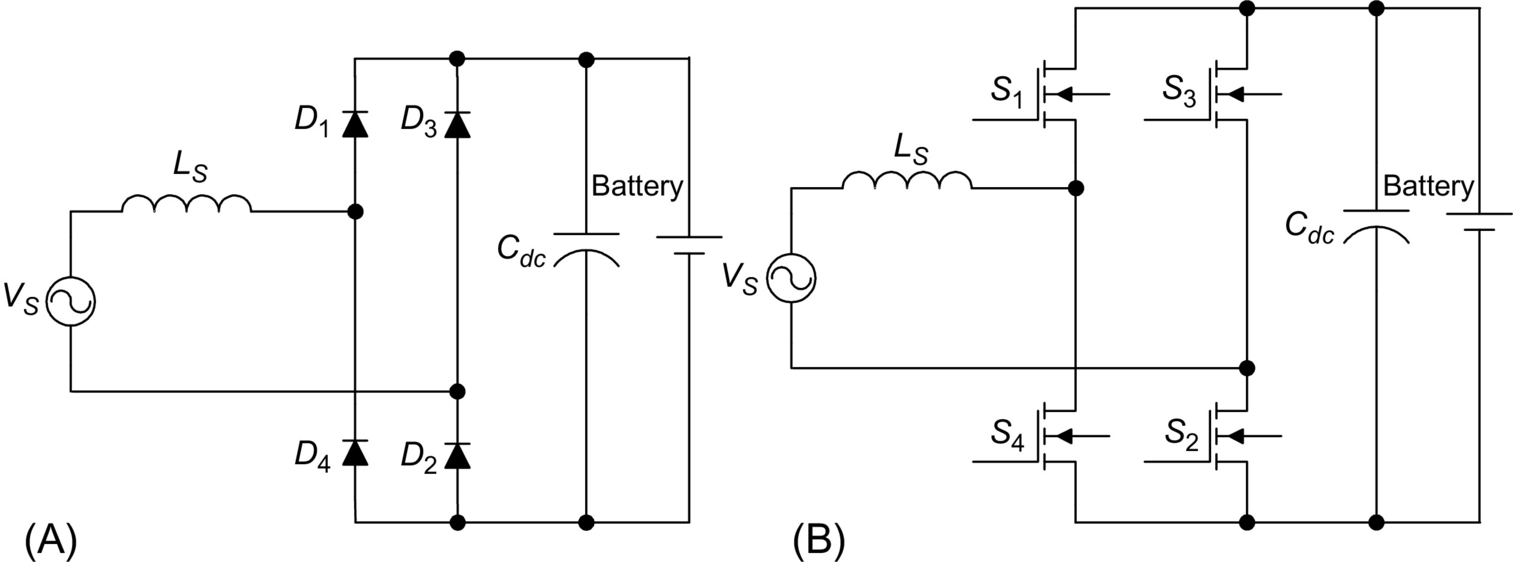 D1
D3
LS
Battery
Cdc
VS
D4
D2
(A)
S1
S3
LS
Battery
Cdc
VS
S4
S2
(B)